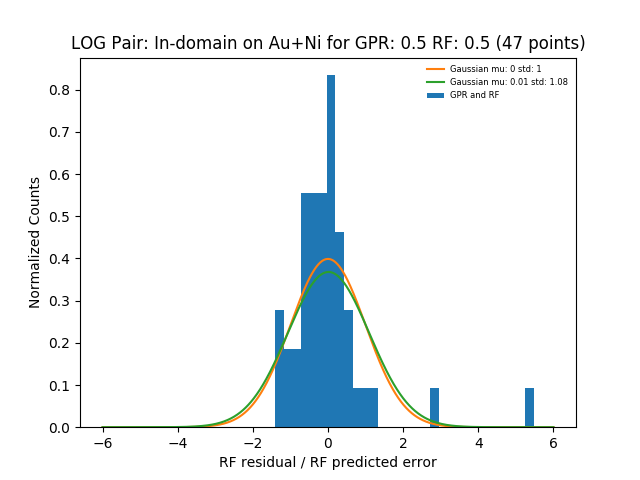 LOG Pair: In-domain on Au+Ni for GPR: 0.5 RF: 0.5 (47 points)
Gaussian mu: 0 std: 1
Gaussian mu: 0.01 std: 1.08
GPR and RF
Normalized Counts
0.8
0.7
0.6
0.5
0.4
0.3
0.2
0.1
0.0
−6 −4 −2 0 2 4 6
RF residual / RF predicted error